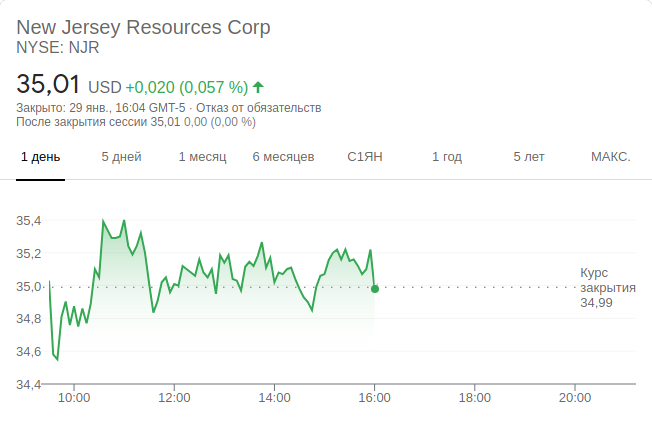 New Jersey Resources Corp
NYSE: NJR
35,01 USD +0,020 (0,057 %)
Закрыто: 29 янв., 16:04 GMT-5 · Отказ от обязательств
После закрытия сессии 35,01 0,00 (0,00 %)
1 день 5 дней 1 месяц 6 месяцев С1ЯН 1 год 5 лет МАКС.
35,4
35,2
35,0
34,8
34,6
34,4
Курс
закрытия
34,99
10:00 12:00 14:00 16:00 18:00 20:00